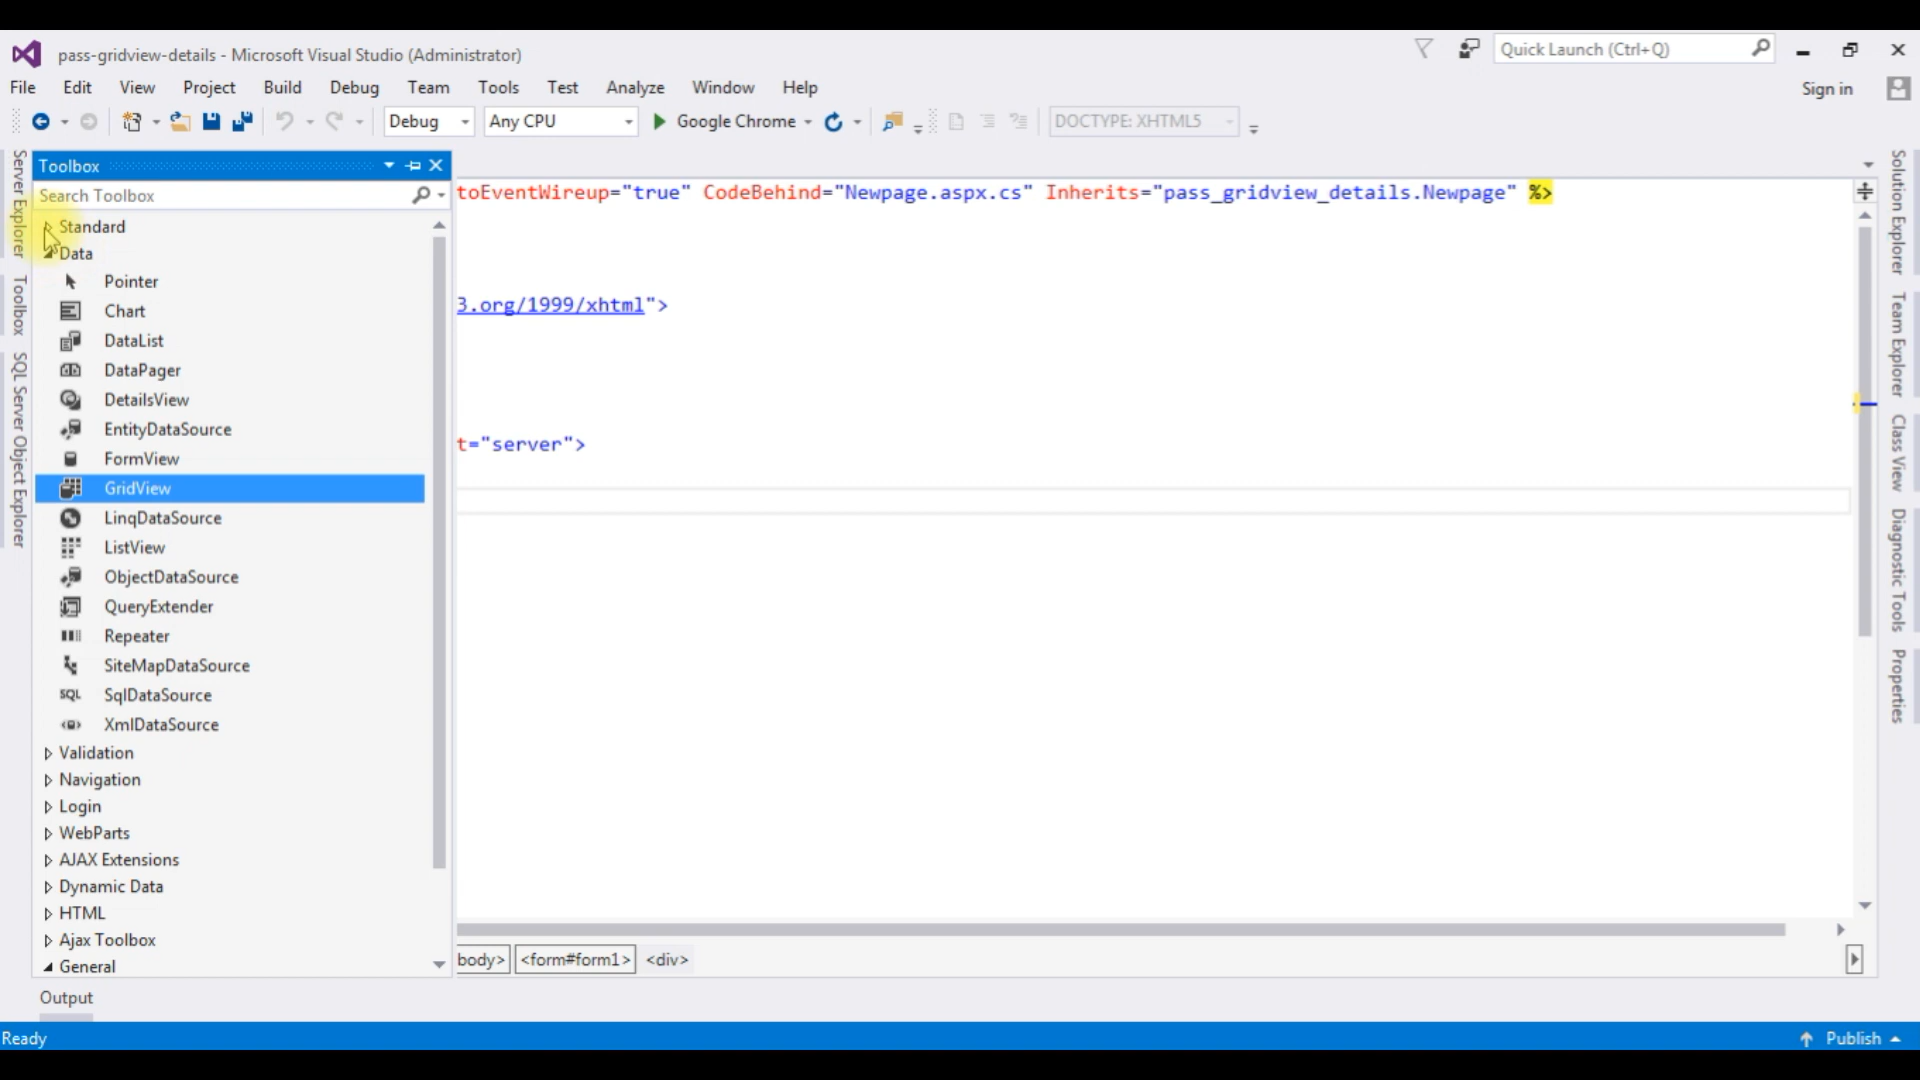 pass-gridview-details - Microsoft Visual Studio (Administrator)
Quick Launch (Ctrl+Q)
File Edit View Project Build Debug Team Tools Test Analyze Window Help
Sign in
Debug Any CPU Google Chrome DOCTYPE: XHTML5
Server Explorer
Toolbox
SQL Server Object Explorer
Toolbox
Search Toolbox
Standard
Data
Pointer
Chart
DataList
DataPager
DetailsView
EntityDataSource
FormView
GridView
LinqDataSource
ListView
ObjectDataSource
QueryExtender
Repeater
SiteMapDataSource
SQL SqlDataSource
XmlDataSource
Validation
Navigation
Login
WebParts
AJAX Extensions
Dynamic Data
HTML
Ajax Toolbox
General
toEventWireup="true" CodeBehind="Newpage.aspx.cs" Inherits="pass_gridview_details.Newpage" %>
3.org/1999/xhtml">
t="server">
body> <form#form1> <div>
Solution Explorer
Team Explorer
Class View
Diagnostic Tools
Properties
Output
Ready
Publish